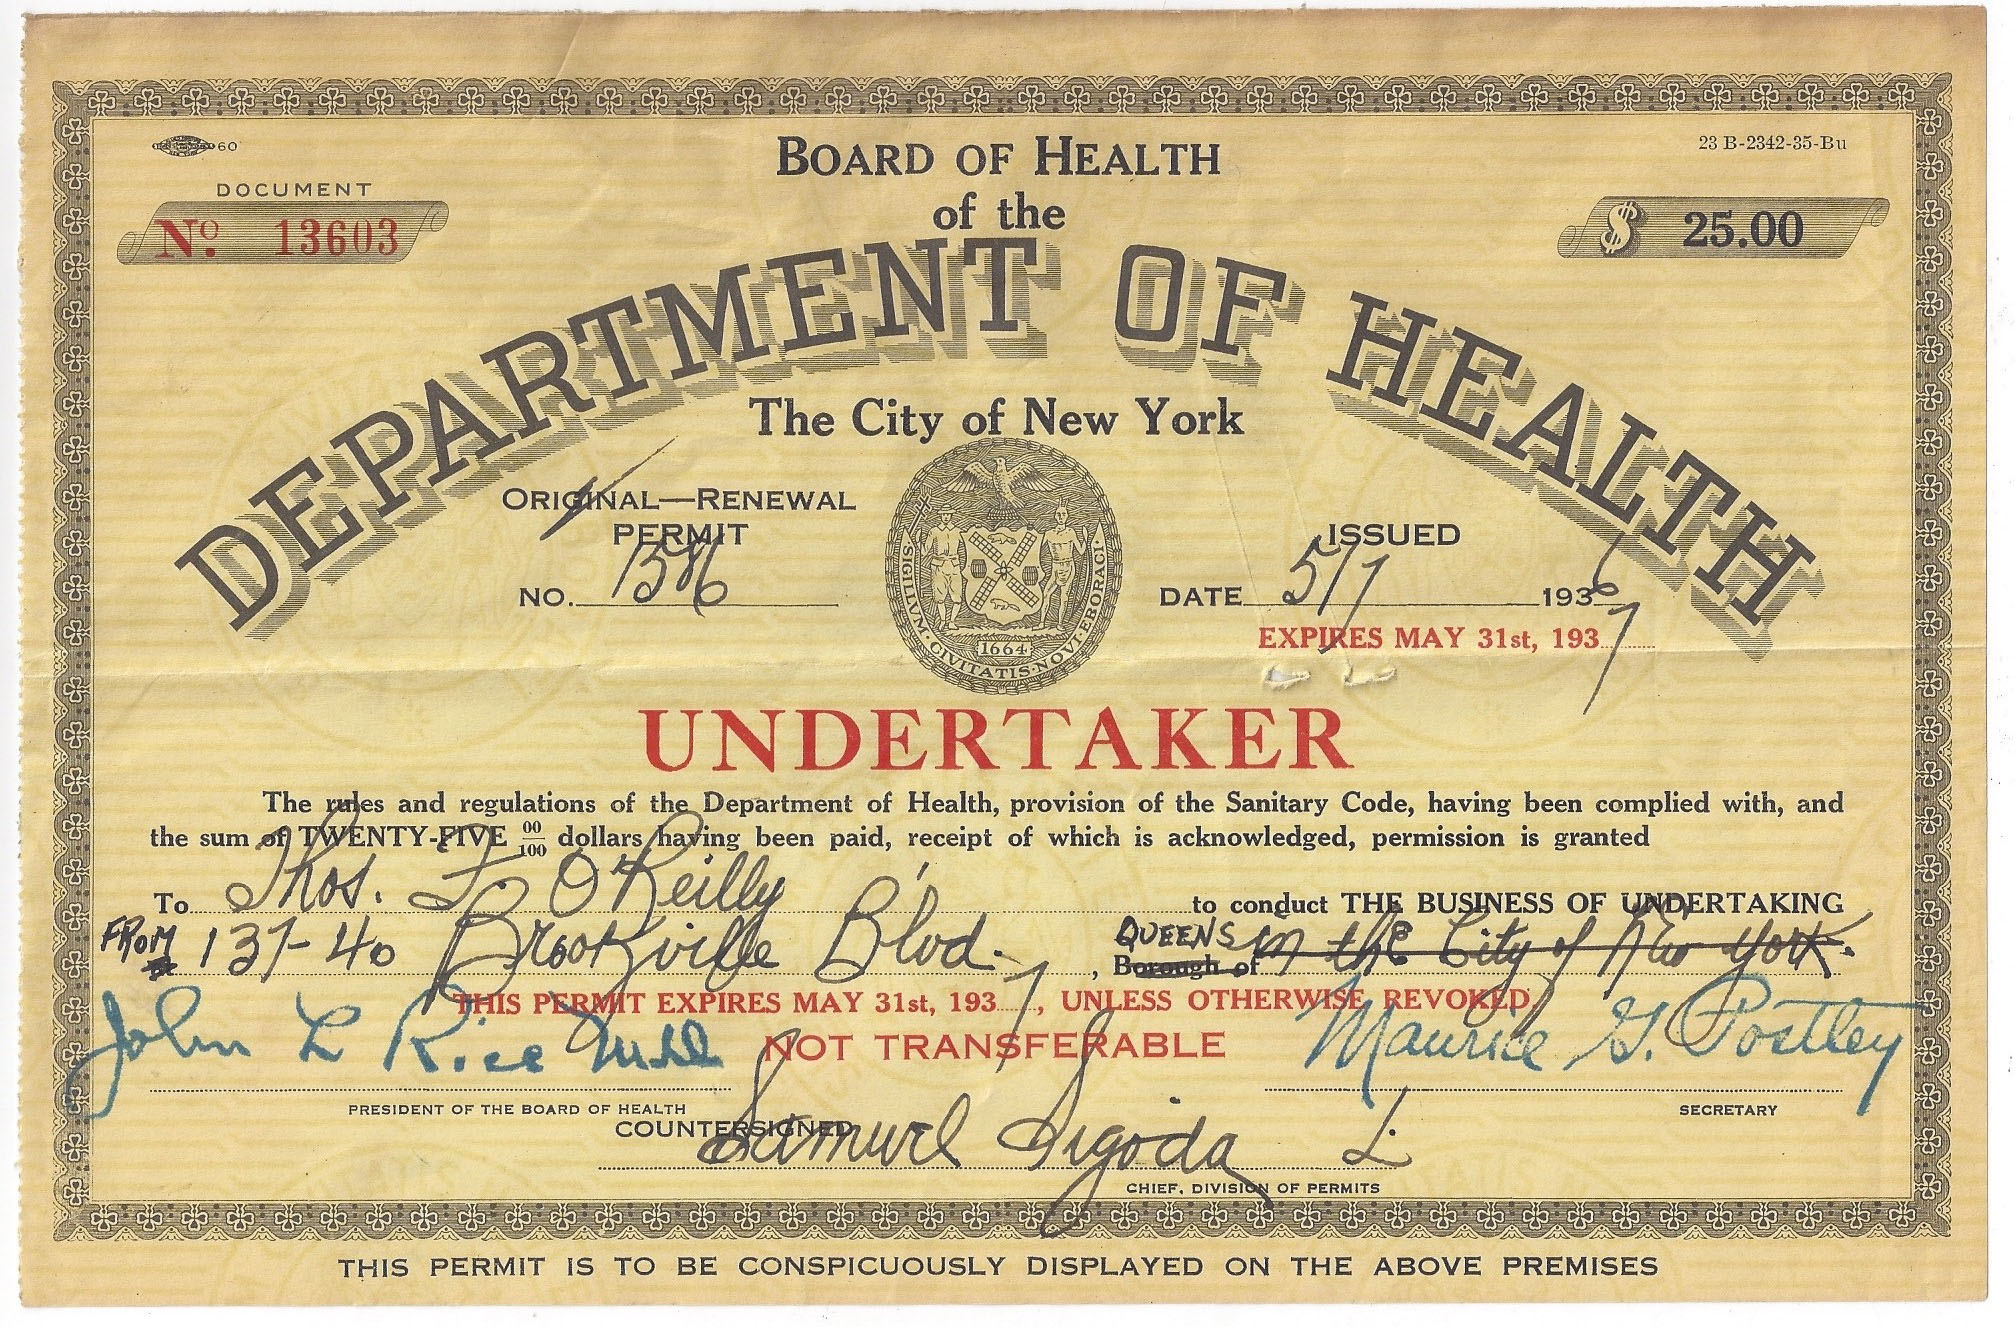 60
23 B-2342-35-Bu
DOCUMENT
No. 13603
$ 25.00
BOARD OF HEALTH
of the
DEPARTMENT OF HEALTH
The City of New York
ORIGINAL—RENEWAL
PERMIT
NO. 1586
ISSUED
DATE 5/7 1936
EXPIRES MAY 31st, 1937
SIGILLVM · CIVITATIS · NOVI · EBORACI ·
1664
UNDERTAKER
The rules and regulations of the Department of Health, provision of the Sanitary Code, having been complied with, and
the sum of TWENTY-FIVE 00/100 dollars having been paid, receipt of which is acknowledged, permission is granted
To Thos. F. O'Reilly to conduct THE BUSINESS OF UNDERTAKING
FROM 137-40 Brookville Blvd., QUEENS Borough of in the City of New York.
THIS PERMIT EXPIRES MAY 31st, 1937, UNLESS OTHERWISE REVOKED.
John L Rice M.D. NOT TRANSFERABLE Maurice G. Postley
PRESIDENT OF THE BOARD OF HEALTH
SECRETARY
COUNTERSIGNED Samuel Sigoda L.
CHIEF, DIVISION OF PERMITS
THIS PERMIT IS TO BE CONSPICUOUSLY DISPLAYED ON THE ABOVE PREMISES